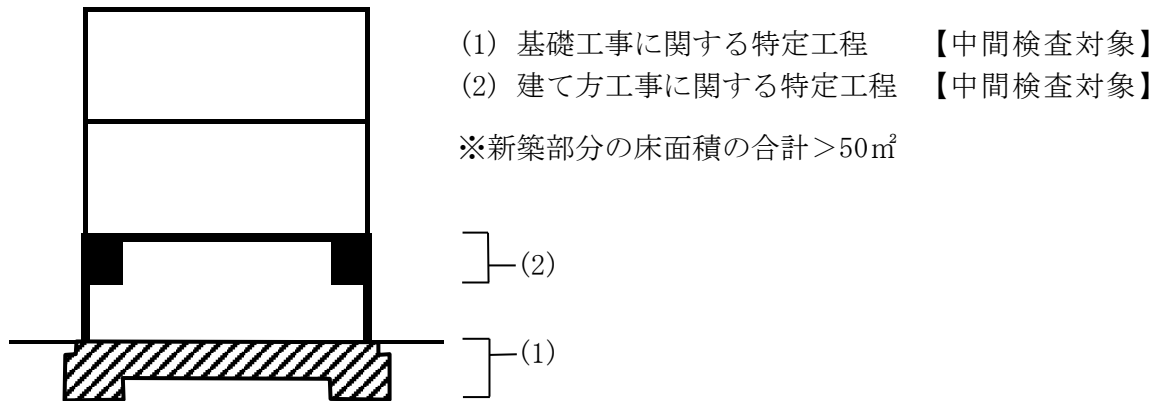 (1) 基礎工事に関する特定工程　【中間検査対象】
(2) 建て方工事に関する特定工程　【中間検査対象】
※新築部分の床面積の合計＞50㎡
(2)
(1)